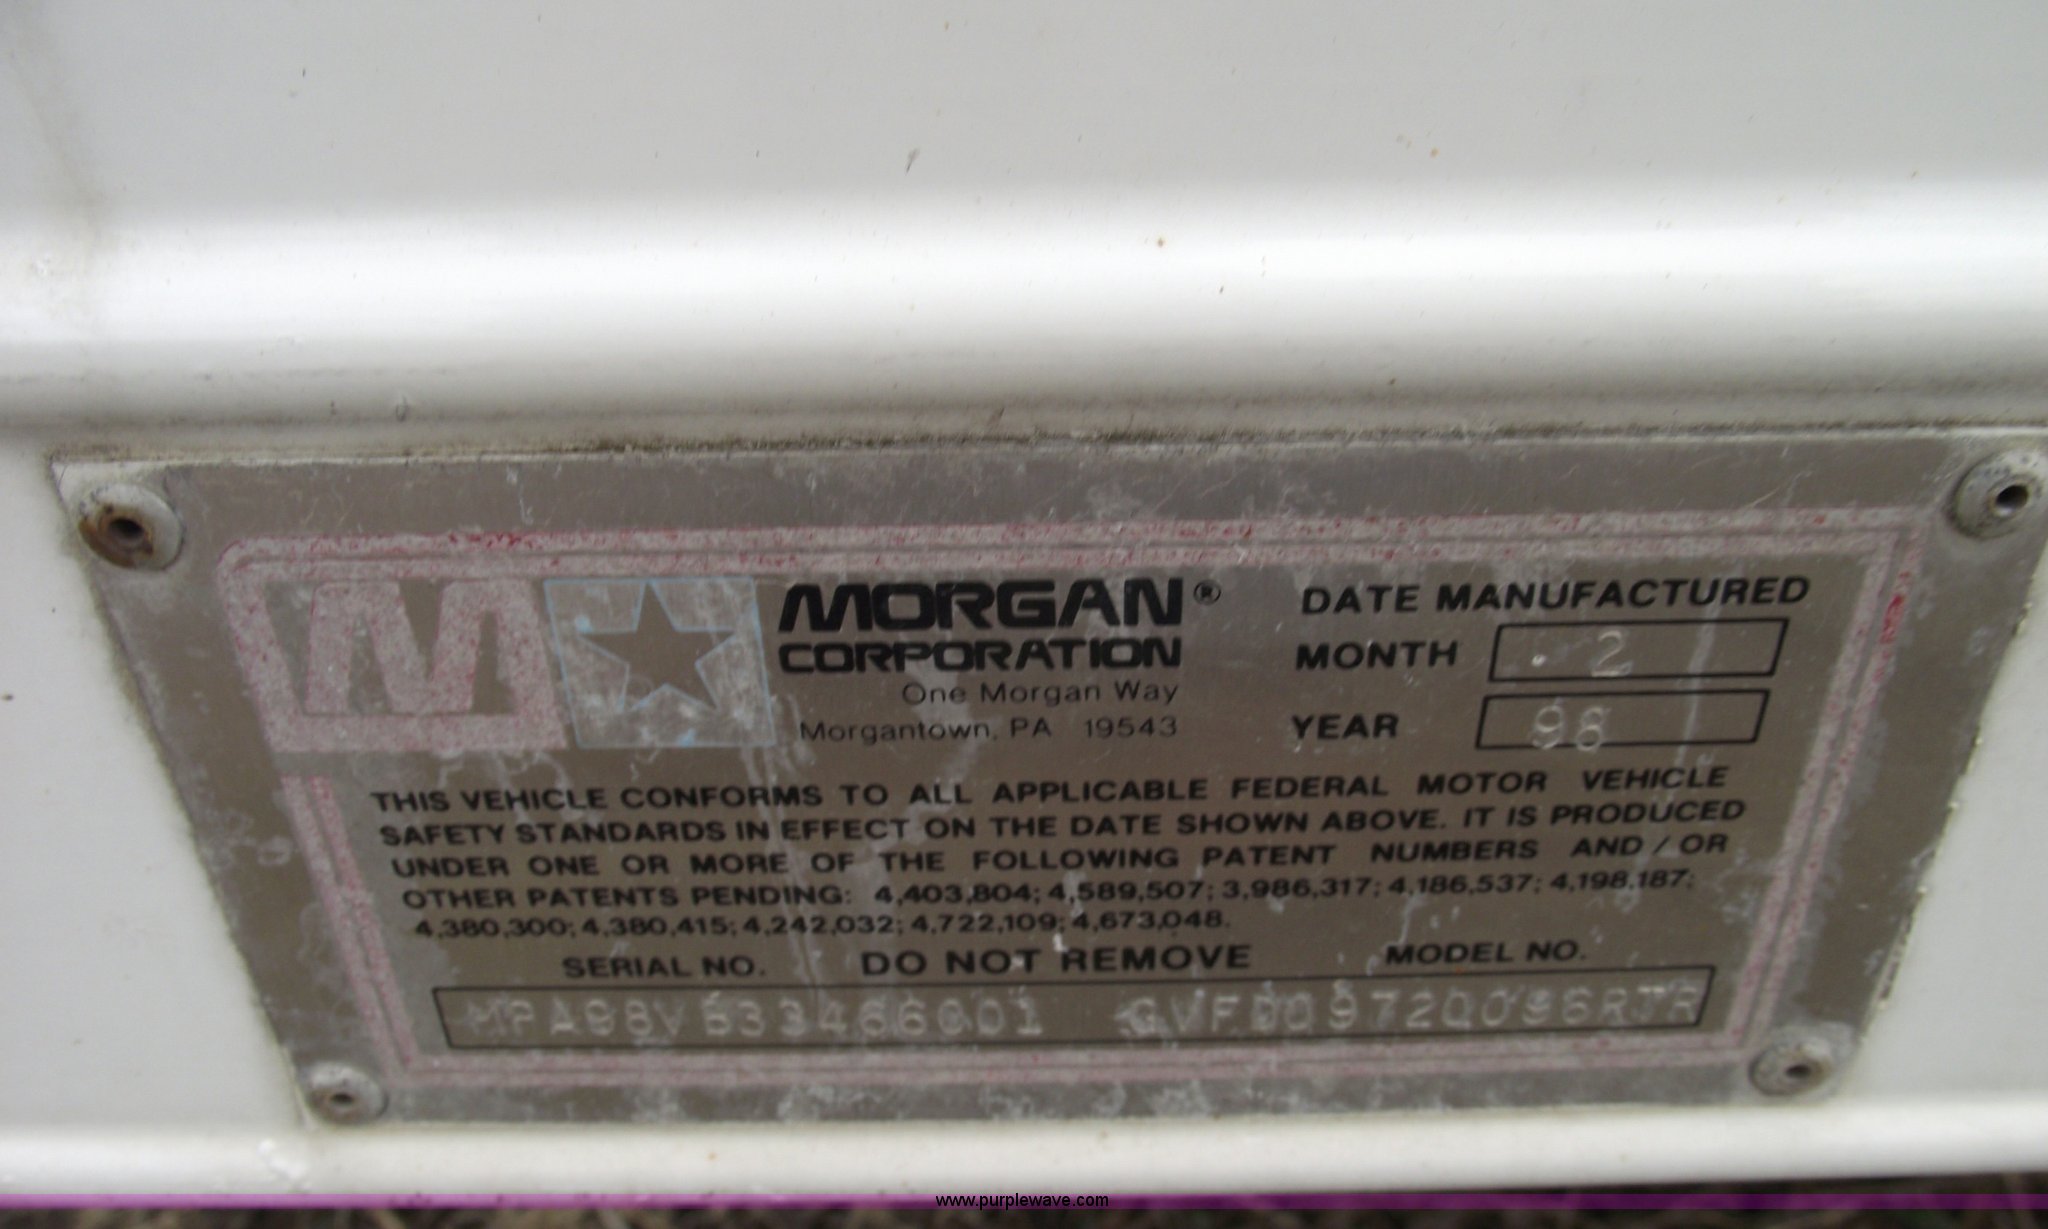 MORGAN®
CORPORATION
One Morgan Way
Morgantown, PA 19543
DATE MANUFACTURED
MONTH 2
YEAR 98
THIS VEHICLE CONFORMS TO ALL APPLICABLE FEDERAL MOTOR VEHICLE
SAFETY STANDARDS IN EFFECT ON THE DATE SHOWN ABOVE. IT IS PRODUCED
UNDER ONE OR MORE OF THE FOLLOWING PATENT NUMBERS AND / OR
OTHER PATENTS PENDING: 4,403,804; 4,589,507; 3,986,317; 4,186,537; 4,198,187;
4,380,300; 4,380,415; 4,242,032; 4,722,109; 4,673,048.
SERIAL NO. DO NOT REMOVE MODEL NO.
www.purplewave.com